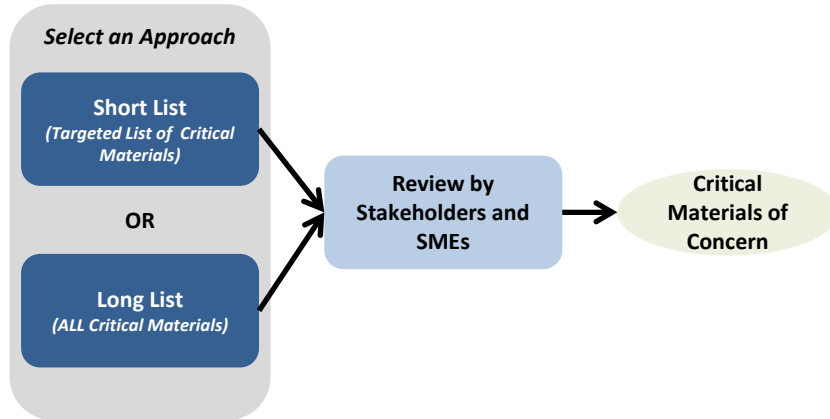 Select an Approach
Short List
(Targeted List of Critical
Materials)
OR
Long List
(ALL Critical Materials)
Review by
Stakeholders and
SMEs
Critical
Materials of
Concern